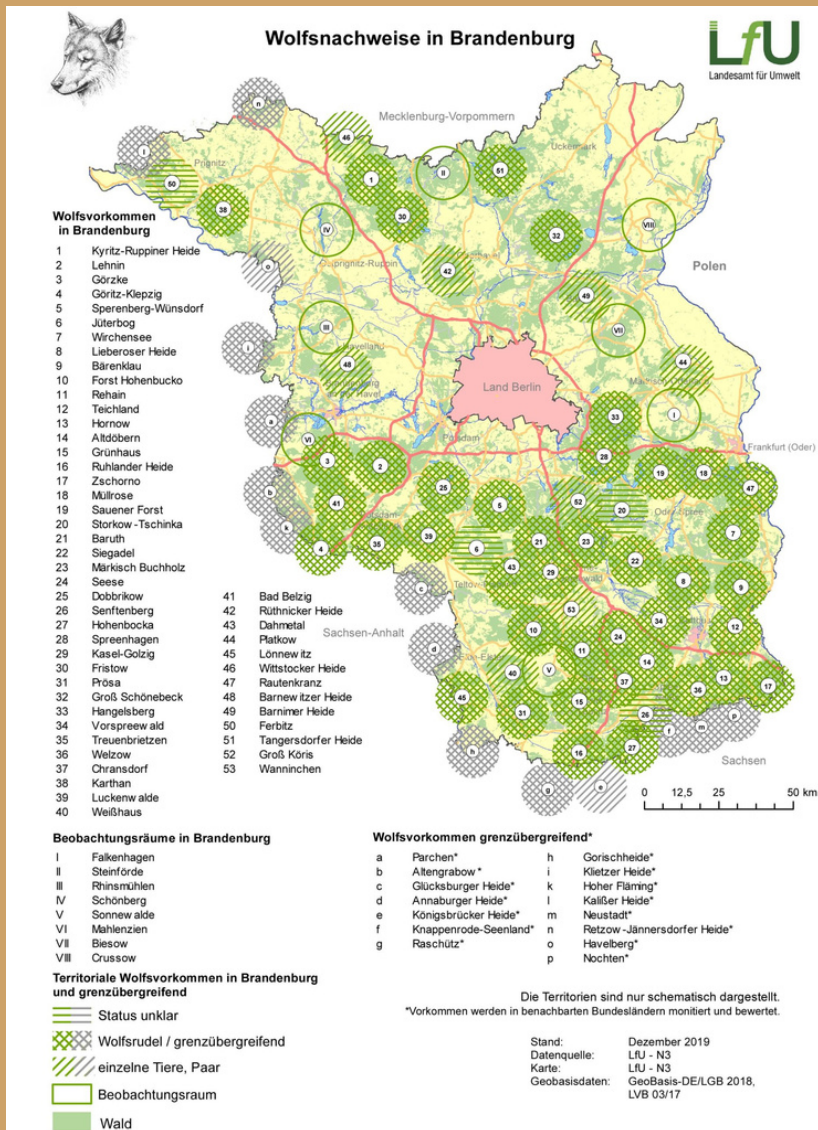 Wolfsnachweise in Brandenburg
LfU
Landesamt für Umwelt
Mecklenburg-Vorpommern
Prignitz
Uckermark
Ostprignitz-Ruppin
Polen
Havelland
Land Berlin
Potsdam
Frankfurt (Oder)
Oder-Spree
Sachsen-Anhalt
Sachsen
Wolfsvorkommen
in Brandenburg
1 Kyritz-Ruppiner Heide
2 Lehnin
3 Görzke
4 Göritz-Klepzig
5 Sperenberg-Wünsdorf
6 Jüterbog
7 Wirchensee
8 Lieberoser Heide
9 Bärenklau
10 Forst Hohenbucko
11 Rehain
12 Teichland
13 Hornow
14 Altdöbern
15 Grünhaus
16 Ruhlander Heide
17 Zschorno
18 Müllrose
19 Sauener Forst
20 Storkow-Tschinka
21 Baruth
22 Siegadel
23 Märkisch Buchholz
24 Seese
25 Dobbrikow
26 Senftenberg
27 Hohenbocka
28 Spreenhagen
29 Kasel-Golzig
30 Fristow
31 Prösa
32 Groß Schönebeck
33 Hangelsberg
34 Vorspreewald
35 Treuenbrietzen
36 Welzow
37 Chransdorf
38 Karthan
39 Luckenwalde
40 Weißhaus
41 Bad Belzig
42 Rüthnicker Heide
43 Dahmetal
44 Platkow
45 Lönnewitz
46 Wittstocker Heide
47 Rautenkranz
48 Barnewitzer Heide
49 Barnimer Heide
50 Ferbitz
51 Tangersdorfer Heide
52 Groß Köris
53 Wanninchen
0 12,5 25 50 km
Beobachtungsräume in Brandenburg
I Falkenhagen
II Steinförde
III Rhinsmühlen
IV Schönberg
V Sonnewalde
VI Mahlenzien
VII Biesow
VIII Crussow
Wolfsvorkommen grenzübergreifend*
a Parchen*
b Altengrabow*
c Glücksburger Heide*
d Annaburger Heide*
e Königsbrücker Heide*
f Knappenrode-Seenland*
g Raschütz*
h Gorischheide*
i Klietzer Heide*
k Hoher Fläming*
l Kalißer Heide*
m Neustadt*
n Retzow-Jännersdorfer Heide*
o Havelberg*
p Nochten*
Territoriale Wolfsvorkommen in Brandenburg
und grenzübergreifend
Status unklar
Wolfsrudel / grenzübergreifend
einzelne Tiere, Paar
Beobachtungsraum
Wald
Die Territorien sind nur schematisch dargestellt.
*Vorkommen werden in benachbarten Bundesländern monitiert und bewertet.
Stand: Dezember 2019
Datenquelle: LfU - N3
Karte: LfU - N3
Geobasisdaten: GeoBasis-DE/LGB 2018,
LVB 03/17